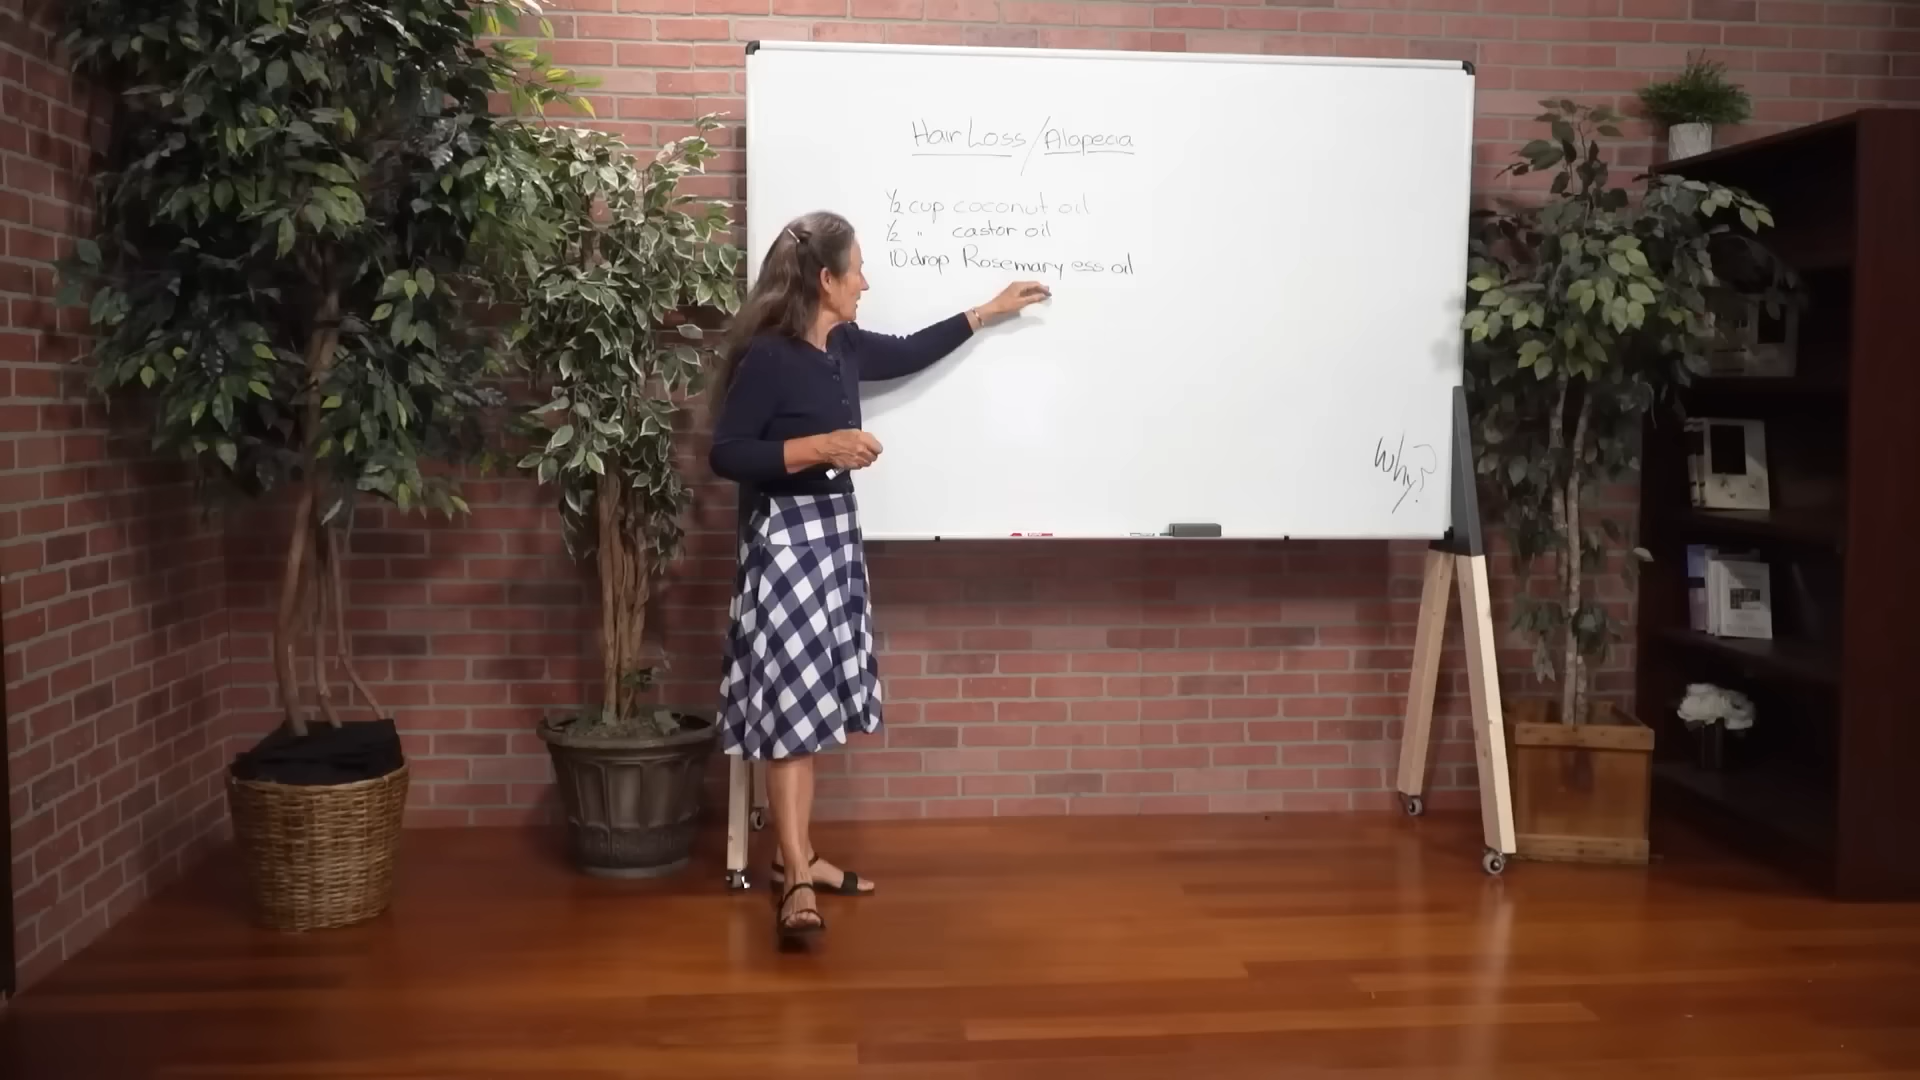 Hair Loss/Alopecia
1/2 cup coconut oil
1/2 " castor oil
10 drop Rosemary ess oil
Why?